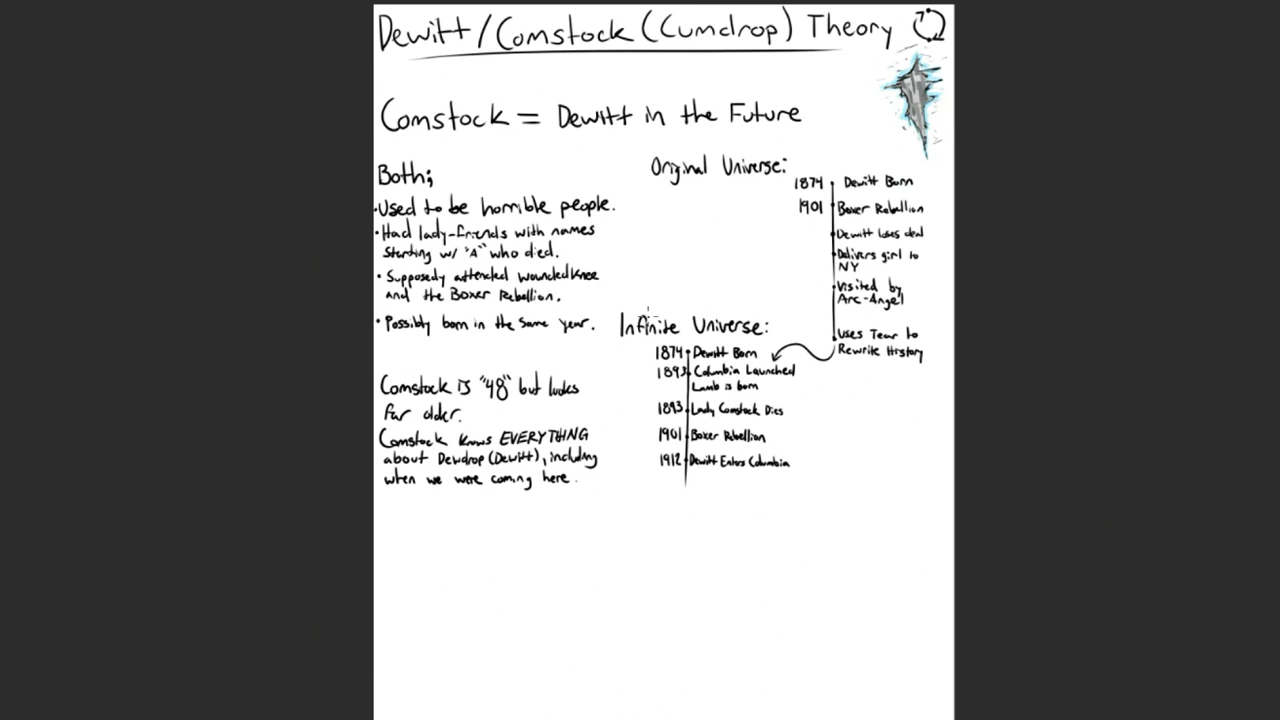 Dewitt/Comstock (Cumdrop) Theory
Comstock = Dewitt in the Future
Both;
•Used to be horrible people.
•Had lady-friends with names
starting w/ "A" who died.
• Supposedly attended wounded Knee
and the Boxer Rebellion.
• Possibly born in the same year.
Comstock is "48" but looks
far older.
Comstock knows EVERYTHING
about Dewdrop (Dewitt), including
when we were coming here.
Original Universe:
1874 Dewitt Born
1901 Boxer Rebellion
Dewitt loses deal
Delivers girl to
NY
Visited by
Arc-Angel
Uses Tear to
Rewrite History
Infinite Universe:
1874 Dewitt Born
1893 Columbia Launched
Lamb is born
1893 Lady Comstock Dies
1901 Boxer Rebellion
1912 Dewitt Enters Columbia